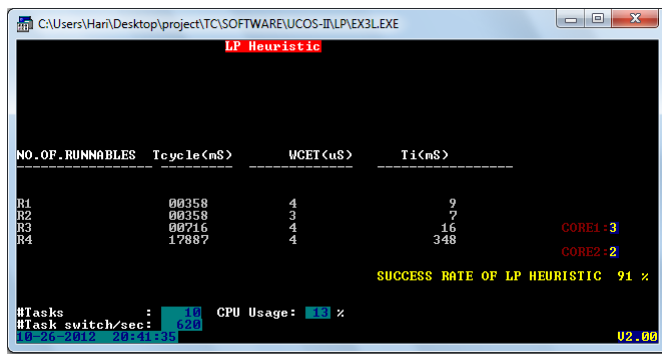 C:\Users\Hari\Desktop\project\TC\SOFTWARE\UCOS-II\LP\EX3L.EXE
LP Heuristic
NO.OF.RUNNABLES Tcycle(mS) WCET(uS) Ti(mS)
R1 00358 4 9
R2 00358 3 7
R3 00716 4 16
R4 17887 4 348
CORE1:3
CORE2:2
SUCCESS RATE OF LP HEURISTIC 91 %
#Tasks : 10 CPU Usage: 13 %
#Task switch/sec: 620
10-26-2012 20:41:35 V2.00